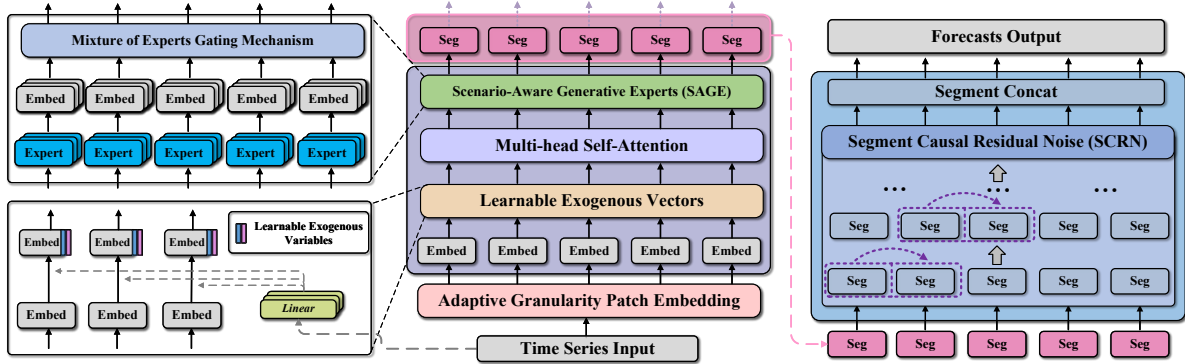 Mixture of Experts Gating Mechanism
Embed Embed Embed Embed Embed
Expert Expert Expert Expert Expert
Embed Embed Embed
Learnable Exogenous
Variables
Embed Embed Embed
Linear
Seg Seg Seg Seg Seg
Scenario-Aware Generative Experts (SAGE)
Multi-head Self-Attention
Learnable Exogenous Vectors
Embed Embed Embed Embed Embed
Adaptive Granularity Patch Embedding
Time Series Input
Forecasts Output
Segment Concat
Segment Causal Residual Noise (SCRN)
... ... ...
Seg Seg Seg Seg Seg
Seg Seg Seg Seg Seg
Seg Seg Seg Seg Seg